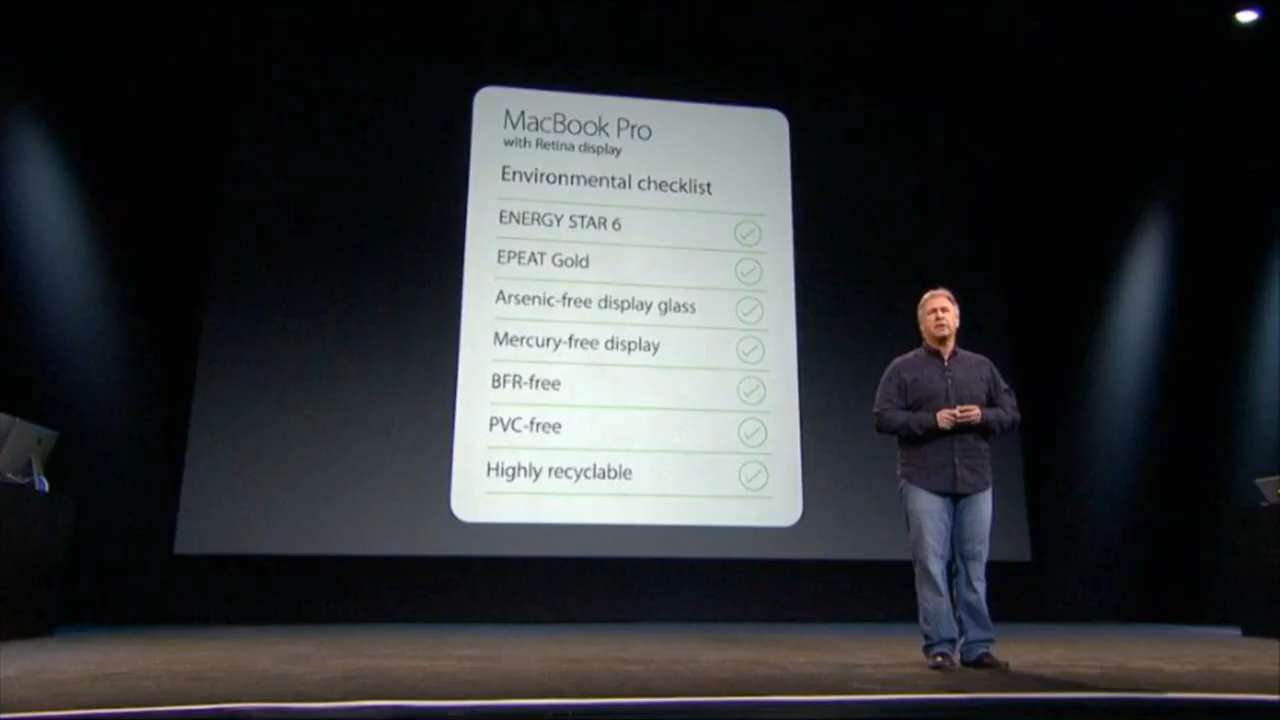 MacBook Pro
with Retina display
Environmental checklist
ENERGY STAR 6
EPEAT Gold
Arsenic-free display glass
Mercury-free display
BFR-free
PVC-free
Highly recyclable